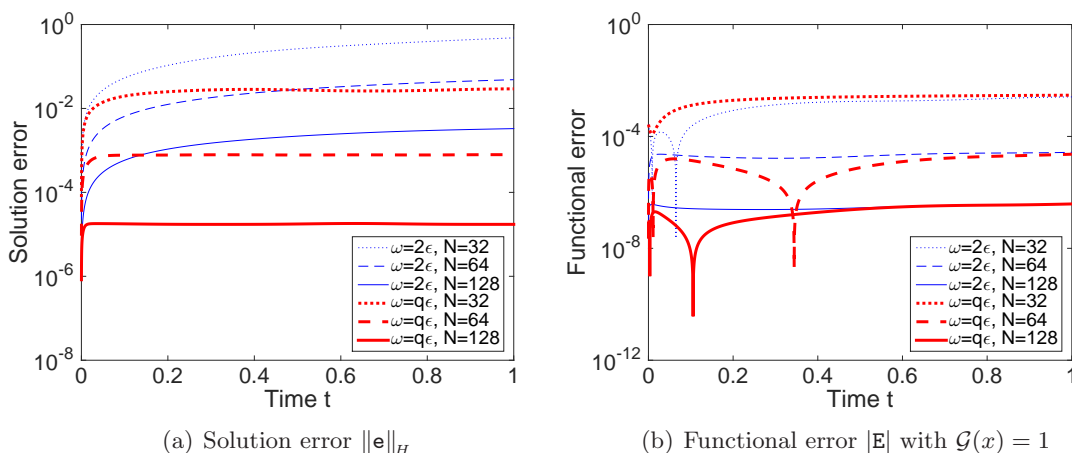 10^0
10^-2
10^-4
10^-6
10^-8
Solution error
0
0.2
0.4
0.6
0.8
1
Time t
ω=2ϵ, N=32
ω=2ϵ, N=64
ω=2ϵ, N=128
ω=qϵ, N=32
ω=qϵ, N=64
ω=qϵ, N=128
(a) Solution error ‖e‖_H
10^0
10^-4
10^-8
10^-12
Functional error
0
0.2
0.4
0.6
0.8
1
Time t
ω=2ϵ, N=32
ω=2ϵ, N=64
ω=2ϵ, N=128
ω=qϵ, N=32
ω=qϵ, N=64
ω=qϵ, N=128
(b) Functional error |E| with 𝒢(x) = 1